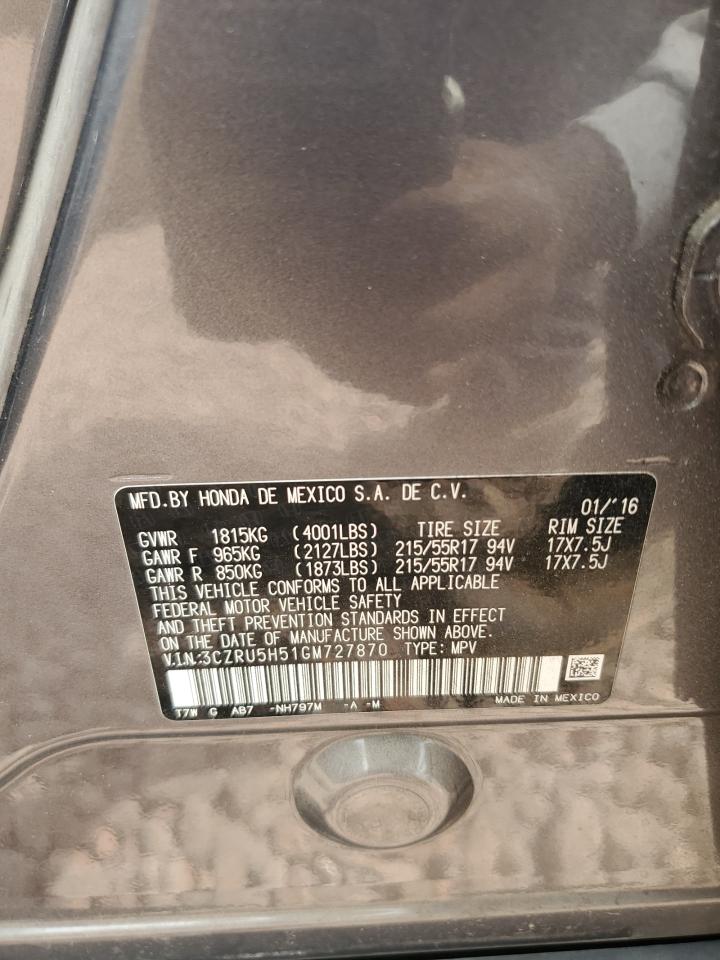 MFD.BY HONDA DE MEXICO S.A. DE C.V.
01/'16
GVWR 1815KG (4001LBS) TIRE SIZE RIM SIZE
GAWR F 965KG (2127LBS) 215/55R17 94V 17X7.5J
GAWR R 850KG (1873LBS) 215/55R17 94V 17X7.5J
THIS VEHICLE CONFORMS TO ALL APPLICABLE
FEDERAL MOTOR VEHICLE SAFETY
AND THEFT PREVENTION STANDARDS IN EFFECT
ON THE DATE OF MANUFACTURE SHOWN ABOVE.
V.I.N.:3CZRU5H51GM727870 TYPE: MPV
T7W G AB7 -NH797M -A -M MADE IN MEXICO